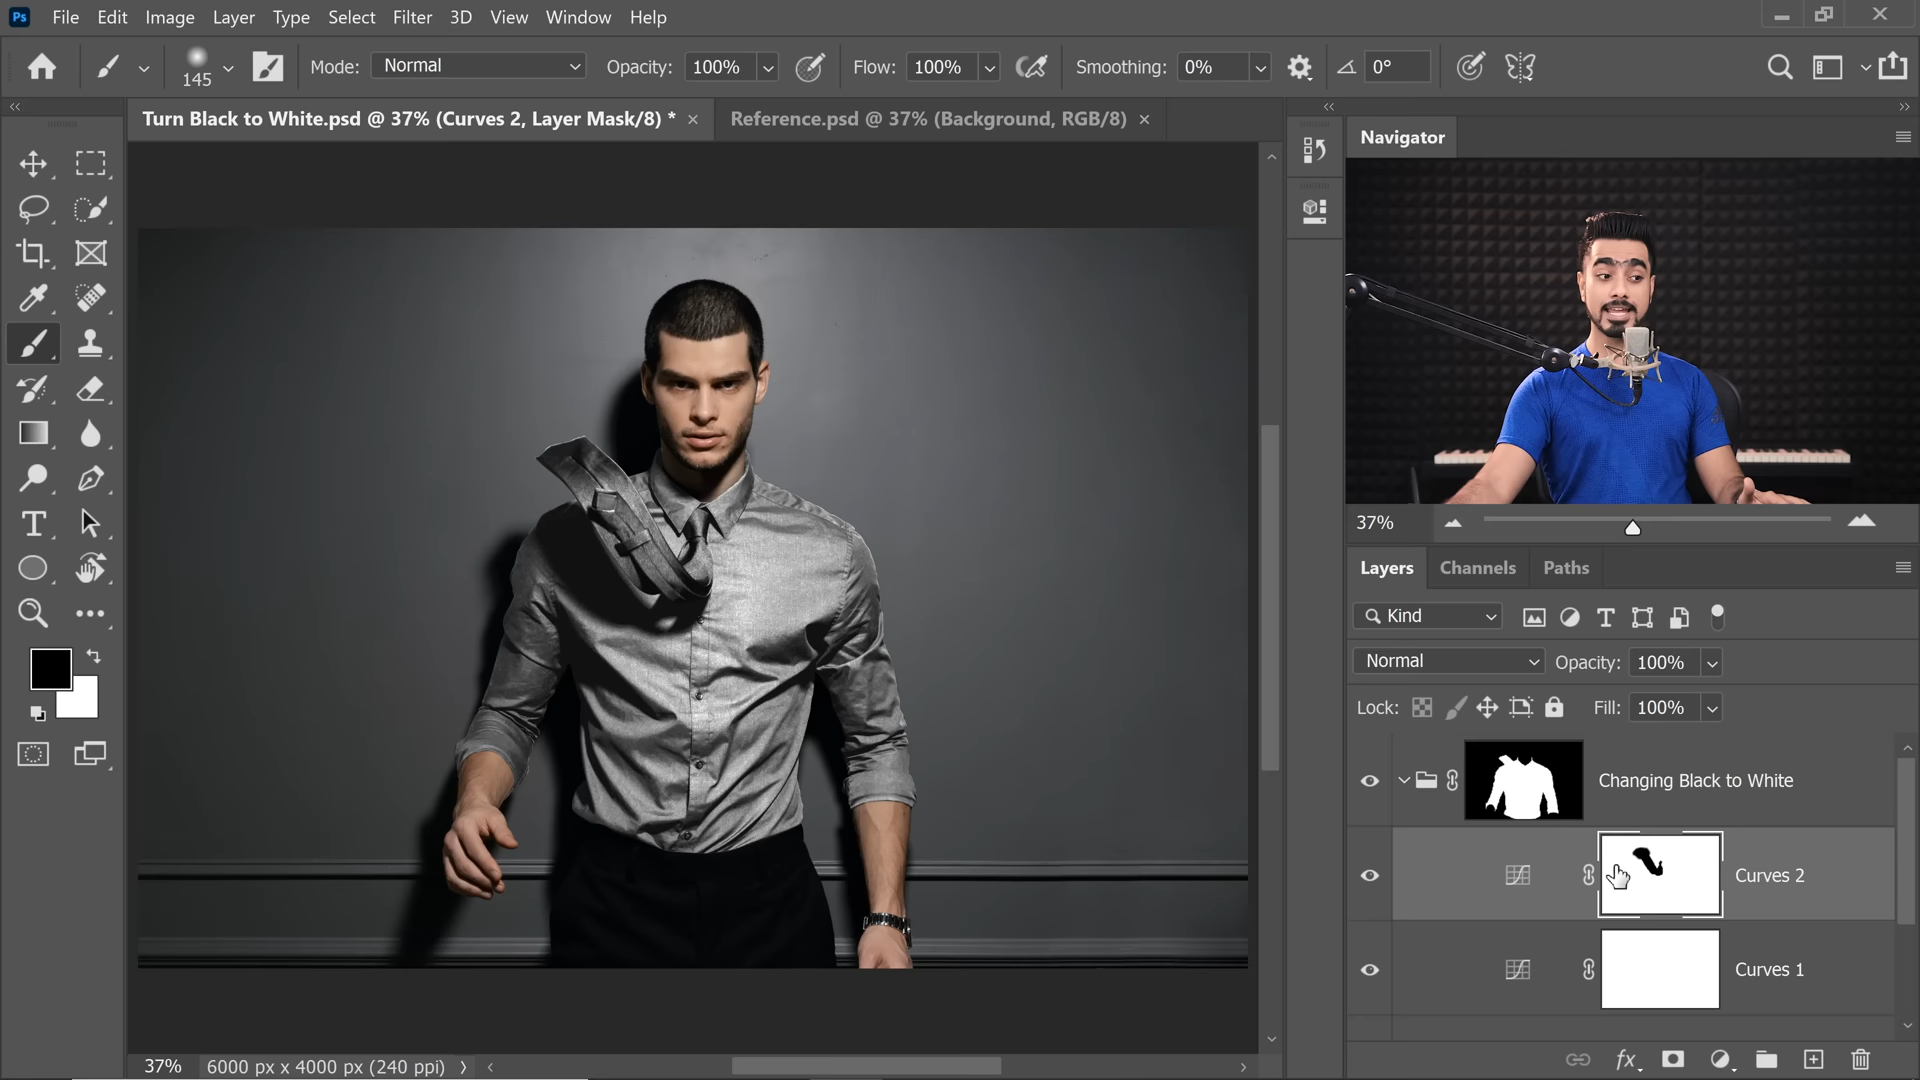 Ps File Edit Image Layer Type Select Filter 3D View Window Help
145 Mode: Normal Opacity: 100% Flow: 100% Smoothing: 0% 0°
Turn Black to White.psd @ 37% (Curves 2, Layer Mask/8) * × Reference.psd @ 37% (Background, RGB/8) ×
Navigator
37%
Layers Channels Paths
Kind
Normal Opacity: 100%
Lock: Fill: 100%
Changing Black to White
Curves 2
Curves 1
fx
37% 6000 px x 4000 px (240 ppi)